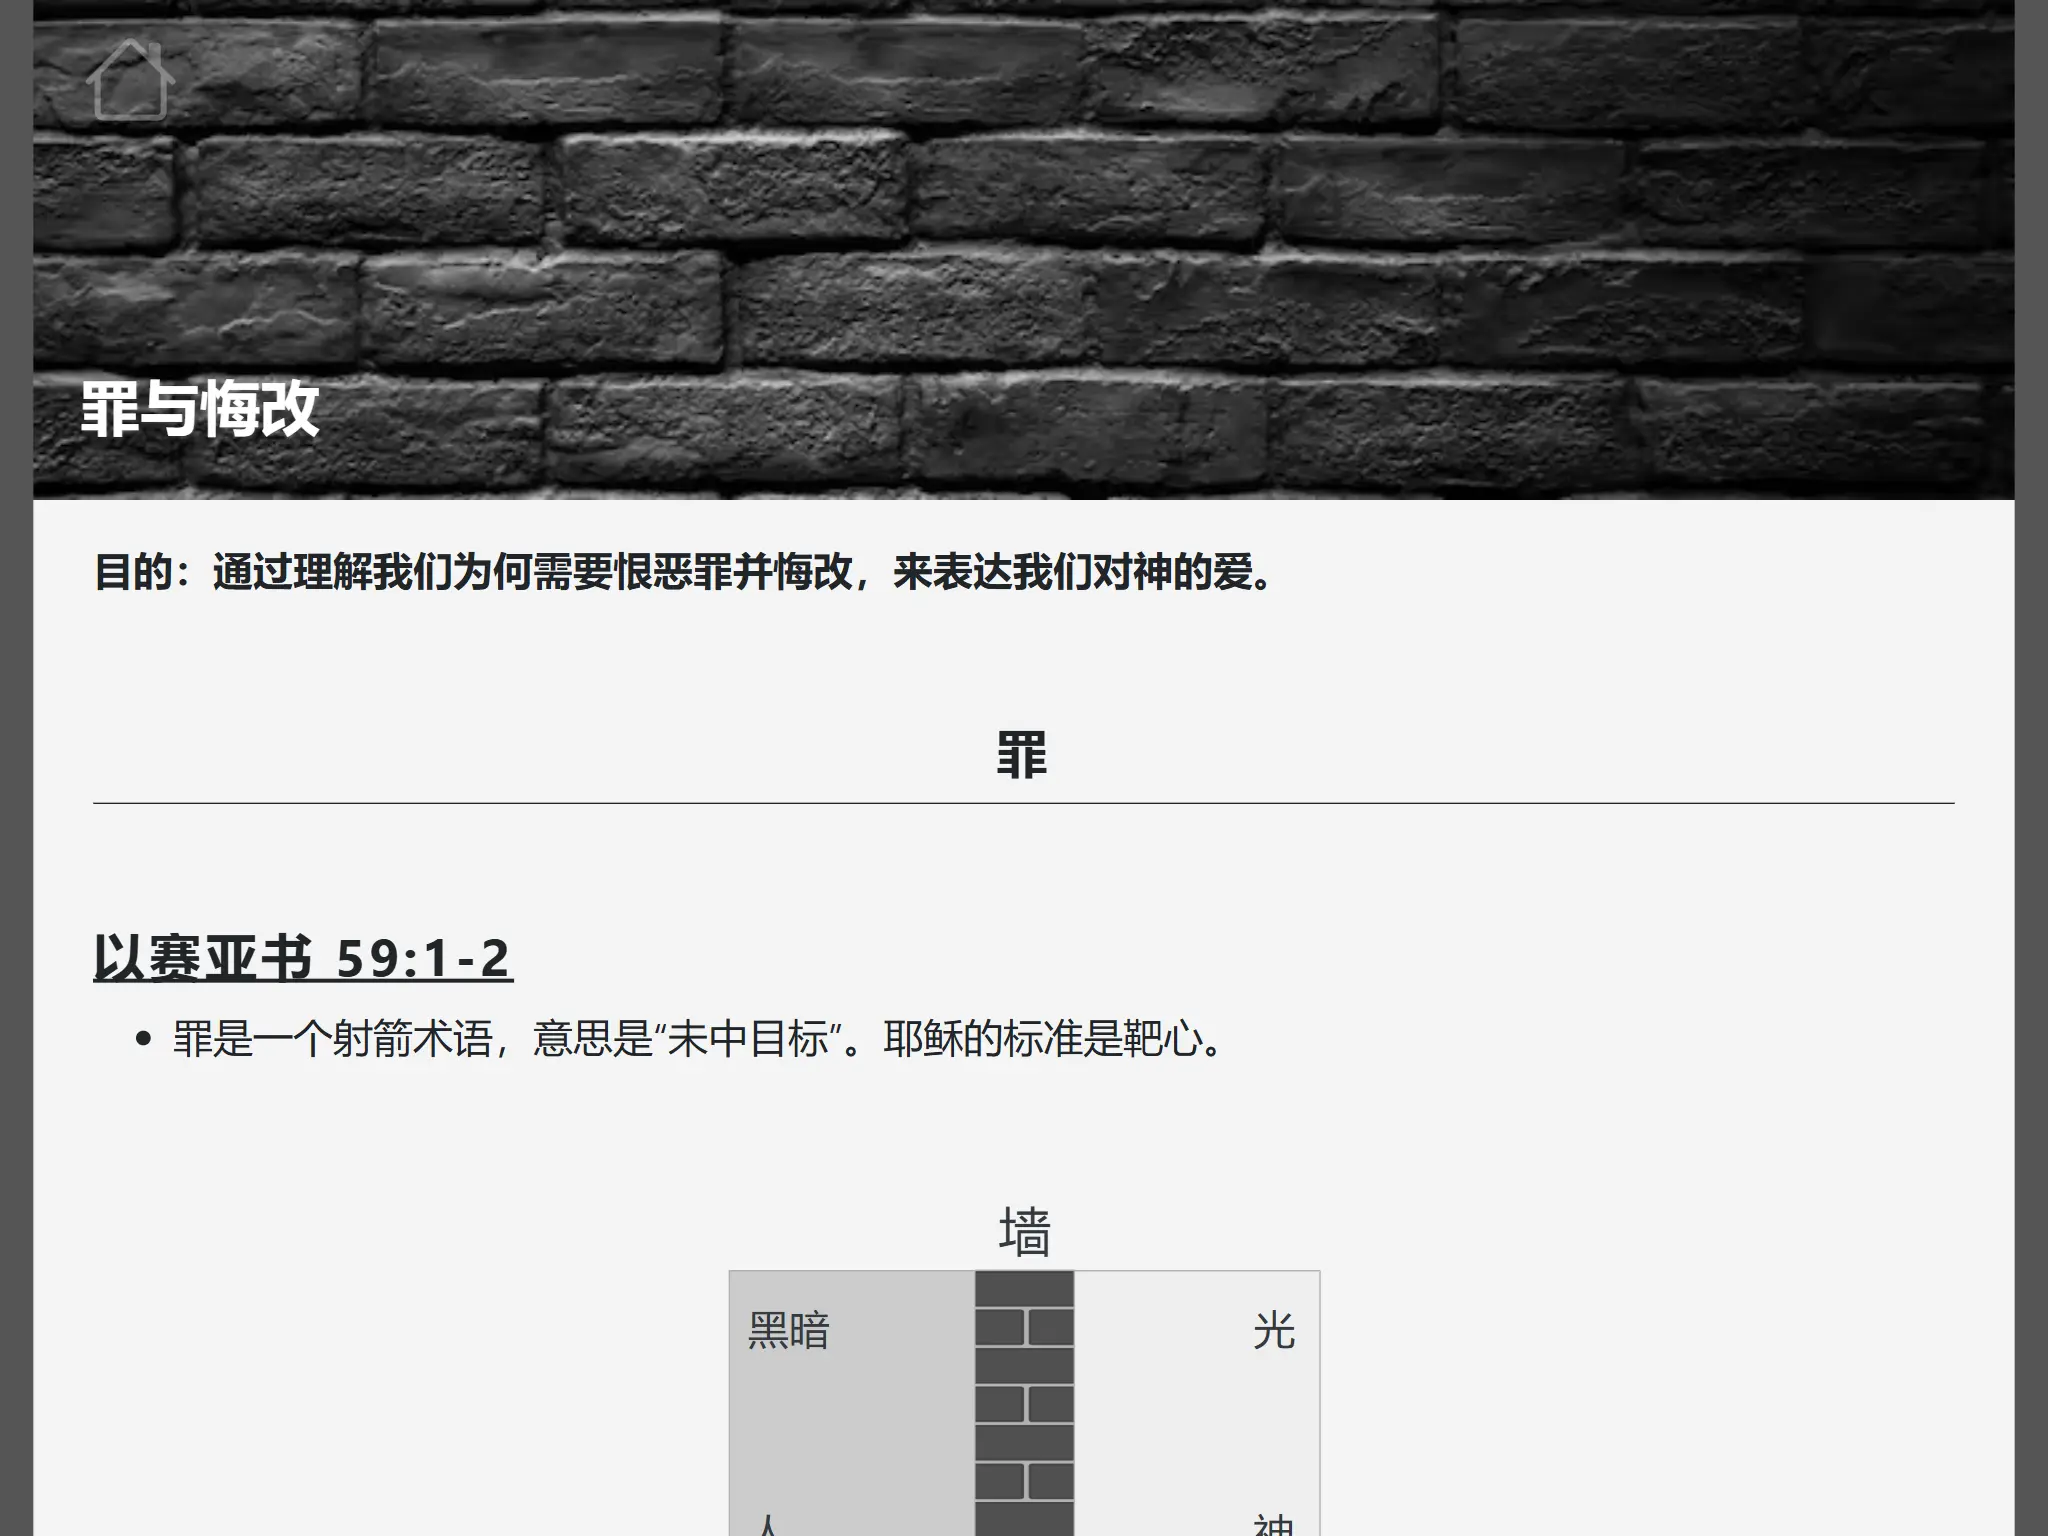 罪与悔改
目的：通过理解我们为何需要恨恶罪并悔改，来表达我们对神的爱。
罪
以赛亚书 59:1-2
罪是一个射箭术语，意思是“未中目标”。耶稣的标准是靶心。
墙
黑暗
光
人
神